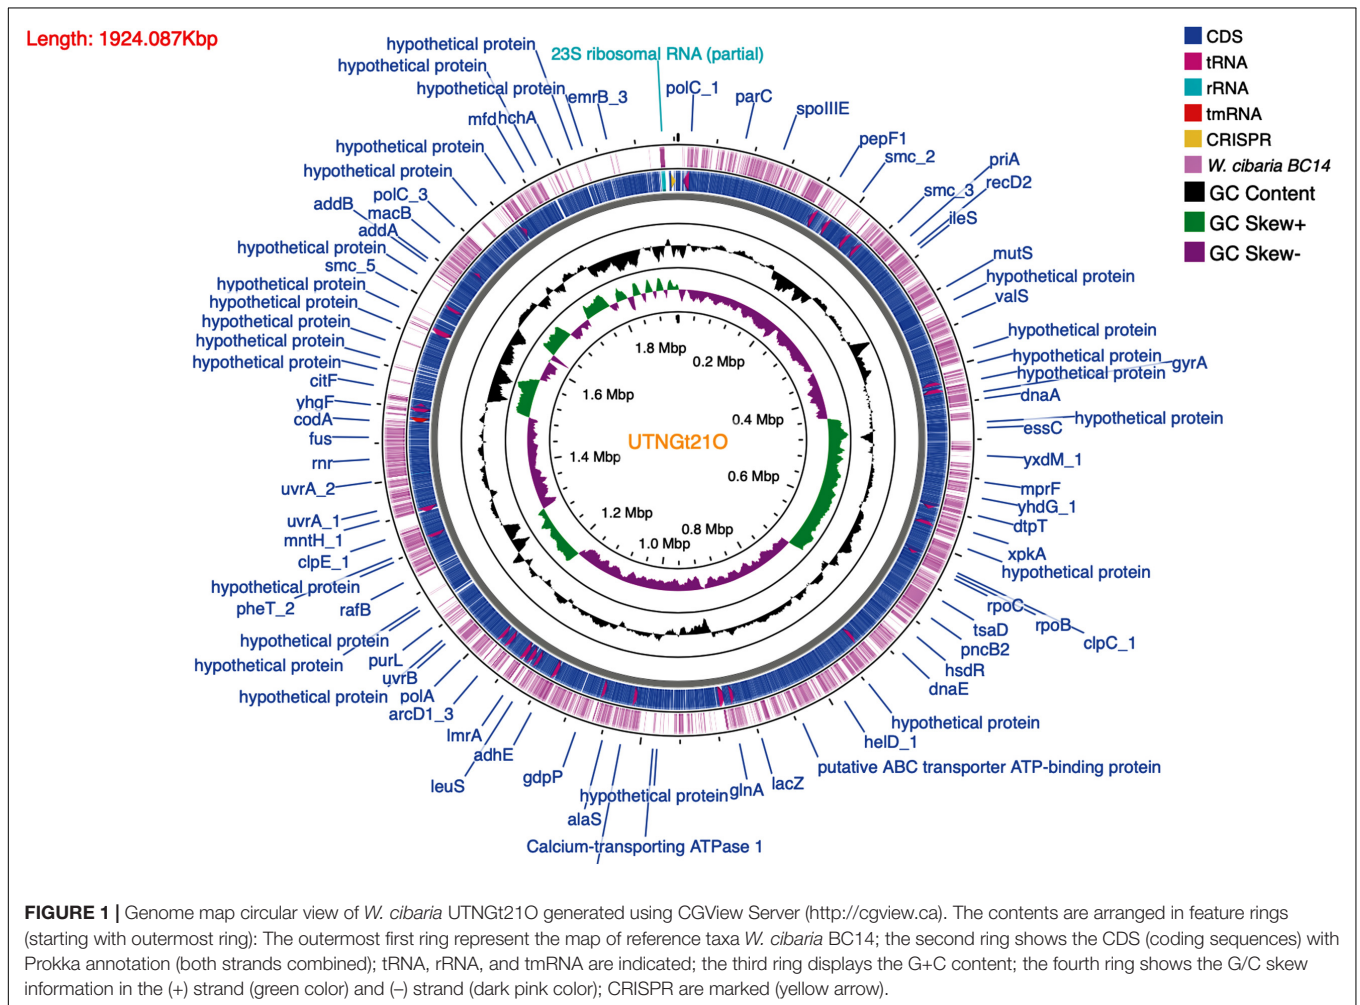 Length: 1924.087Kbp
hypothetical protein
23S ribosomal RNA (partial)
hypothetical protein
hypothetical protein
emrB_3
polC_1
parC
spoIIIE
mfd
hchA
hypothetical protein
pepF1
smc_2
priA
hypothetical protein
recD2
smc_3
polC_3
addB
macB
ileS
addA
hypothetical protein
mutS
smc_5
hypothetical protein
hypothetical protein
valS
hypothetical protein
hypothetical protein
hypothetical protein
hypothetical protein
hypothetical protein
hypothetical protein
gyrA
hypothetical protein
citF
dnaA
yhgF
codA
hypothetical protein
essC
fus
rnr
yxdM_1
uvrA_2
mprF
yhdG_1
uvrA_1
dtpT
mntH_1
clpE_1
xpkA
hypothetical protein
hypothetical protein
pheT_2
rafB
rpoC
rpoB
clpC_1
tsaD
hypothetical protein
pncB2
hypothetical protein
purL
hsdR
uvrB
dnaE
hypothetical protein
polA
arcD1_3
hypothetical protein
lmrA
helD_1
adhE
putative ABC transporter ATP-binding protein
leuS
gdpP
hypothetical protein
glnA
lacZ
alaS
Calcium-transporting ATPase 1
1.8 Mbp
0.2 Mbp
1.6 Mbp
0.4 Mbp
UTNGt21O
1.4 Mbp
0.6 Mbp
1.2 Mbp
0.8 Mbp
1.0 Mbp
CDS
tRNA
rRNA
tmRNA
CRISPR
W. cibaria BC14
GC Content
GC Skew+
GC Skew-
FIGURE 1 | Genome map circular view of W. cibaria UTNGt21O generated using CGView Server (http://cgview.ca). The contents are arranged in feature rings
(starting with outermost ring): The outermost first ring represent the map of reference taxa W. cibaria BC14; the second ring shows the CDS (coding sequences) with
Prokka annotation (both strands combined); tRNA, rRNA, and tmRNA are indicated; the third ring displays the G+C content; the fourth ring shows the G/C skew
information in the (+) strand (green color) and (–) strand (dark pink color); CRISPR are marked (yellow arrow).